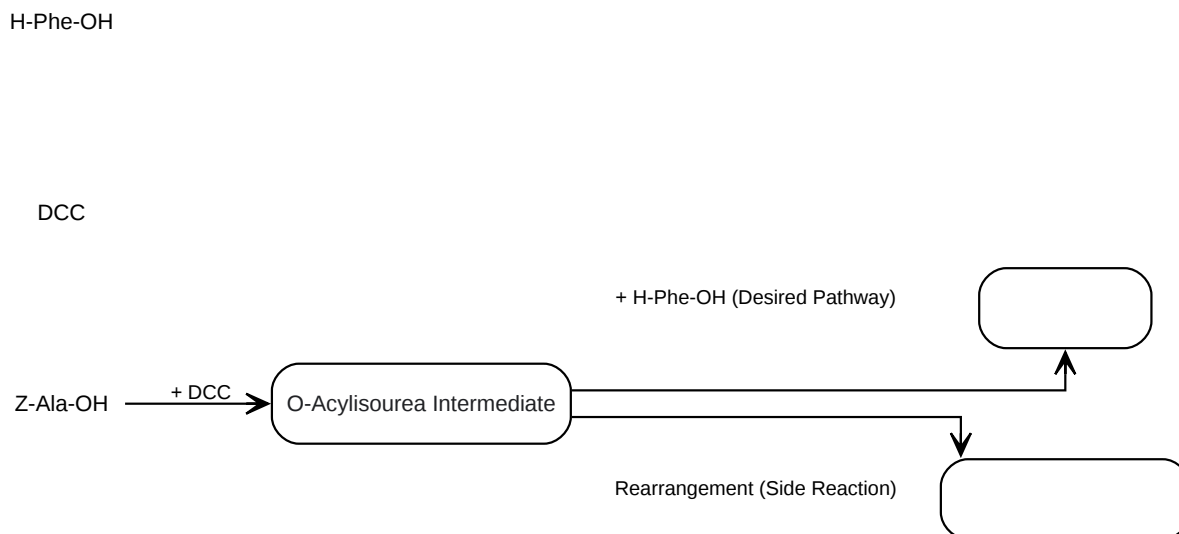 H-Phe-OH
DCC
+ H-Phe-OH (Desired Pathway)
Z-Ala-OH
+ DCC
O-Acylisourea Intermediate
Rearrangement (Side Reaction)